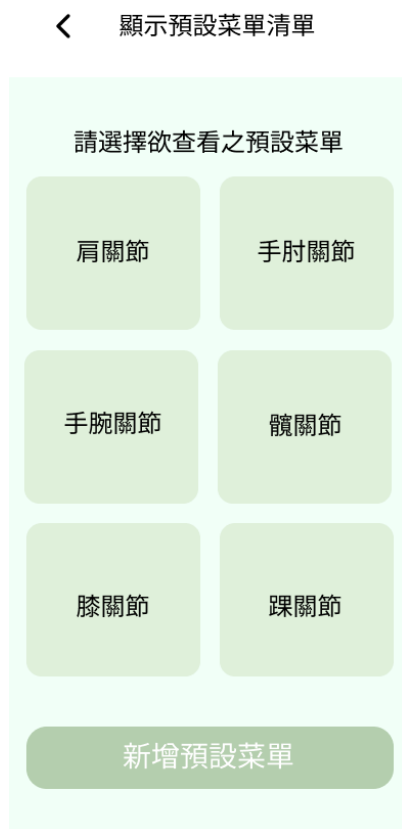 顯示預設菜單清單
請選擇欲查看之預設菜單
肩關節
手肘關節
手腕關節
髖關節
膝關節
踝關節
新增預設菜單